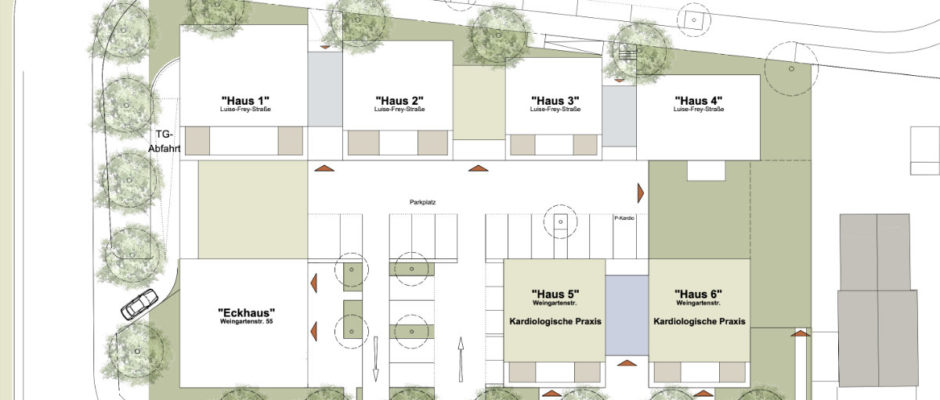 "Haus 1"
Luise-Frey-Straße
"Haus 2"
Luise-Frey-Straße
"Haus 3"
Luise-Frey-Straße
"Haus 4"
Luise-Frey-Straße
TG-
Abfahrt
Parkplatz
P-Kardio
"Eckhaus"
Weingartenstr. 55
"Haus 5"
Weingartenstr.
Kardiologische Praxis
"Haus 6"
Weingartenstr.
Kardiologische Praxis